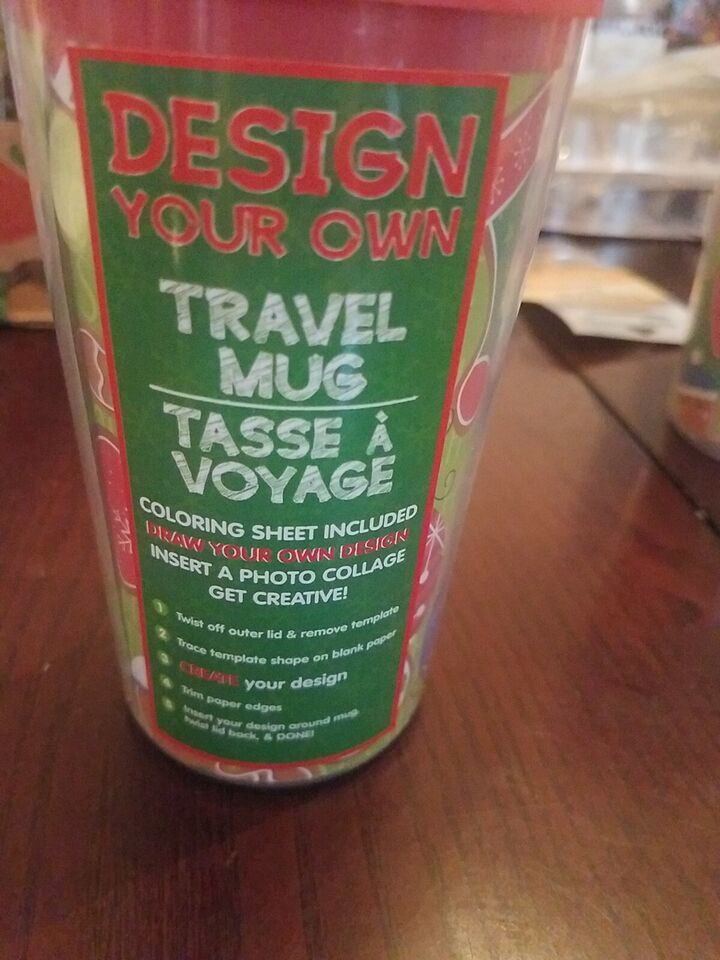 DESIGN
YOUR OWN
TRAVEL
MUG
TASSE À
VOYAGE
COLORING SHEET INCLUDED
DRAW YOUR OWN DESIGN
INSERT A PHOTO COLLAGE
GET CREATIVE!
1 Twist off outer lid & remove template
2 Trace template shape on blank paper
3 CREATE your design
4 Trim paper edges
5 Insert your design around mug,
twist lid back, & DONE!